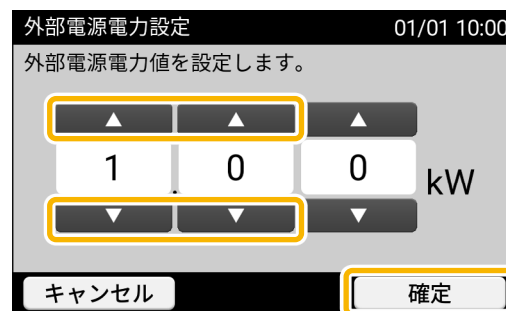 外部電源電力設定 01/01 10:00
外部電源電力値を設定します。
▲ ▲ ▲
1.0 0 kW
▼ ▼ ▼
キャンセル 確定